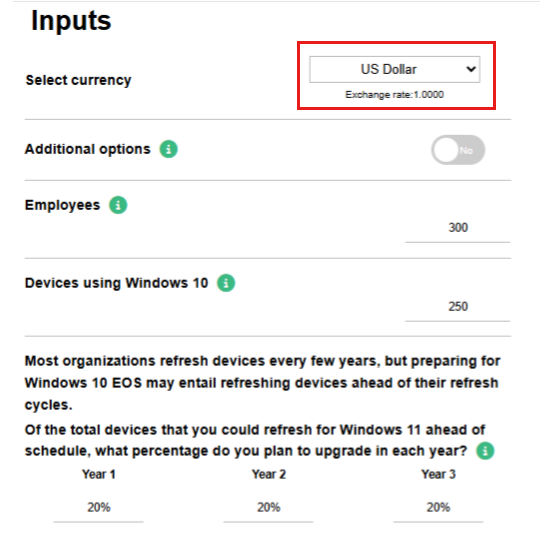 Inputs
Select currency
US Dollar
Exchange rate:1.0000
Additional options i
No
Employees i
300
Devices using Windows 10 i
250
Most organizations refresh devices every few years, but preparing for
Windows 10 EOS may entail refreshing devices ahead of their refresh
cycles.
Of the total devices that you could refresh for Windows 11 ahead of
schedule, what percentage do you plan to upgrade in each year? i
Year 1 Year 2 Year 3
20% 20% 20%